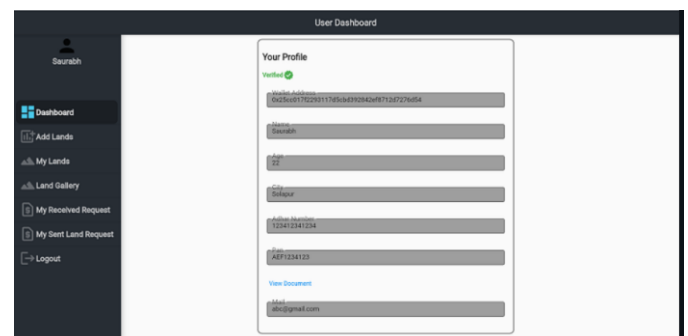 User Dashboard
Saurabh
Dashboard
Add Lands
My Lands
Land Gallery
My Received Request
My Sent Land Request
Logout
Your Profile
Verified
Wallet Address
Name
Saurabh
Age
22
City
Solapur
Adhar Number
123412341234
Pan
AEF1234123
View Document
Mail
abc@gmail.com